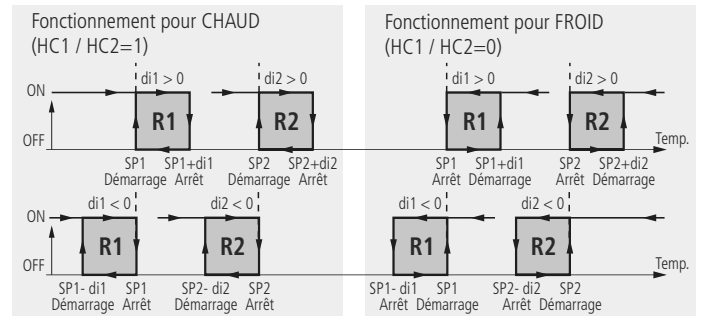 Fonctionnement pour CHAUD
(HC1 / HC2=1)
Fonctionnement pour FROID
(HC1 / HC2=0)
di1 > 0
di2 > 0
di1 > 0
di2 > 0
ON
R1
R2
R1
R2
OFF
Temp.
SP1
SP1+di1
SP2
SP2+di2
SP1
SP1+di1
SP2
SP2+di2
Démarrage
Arrêt
Démarrage
Arrêt
Arrêt
Démarrage
Arrêt
Démarrage
di1 < 0
di2 < 0
di1 < 0
di2 < 0
ON
R1
R2
R1
R2
OFF
Temp.
SP1- di1
SP1
SP2- di2
SP2
SP1- di1
SP1
SP2- di2
SP2
Démarrage
Arrêt
Démarrage
Arrêt
Arrêt
Démarrage
Arrêt
Démarrage